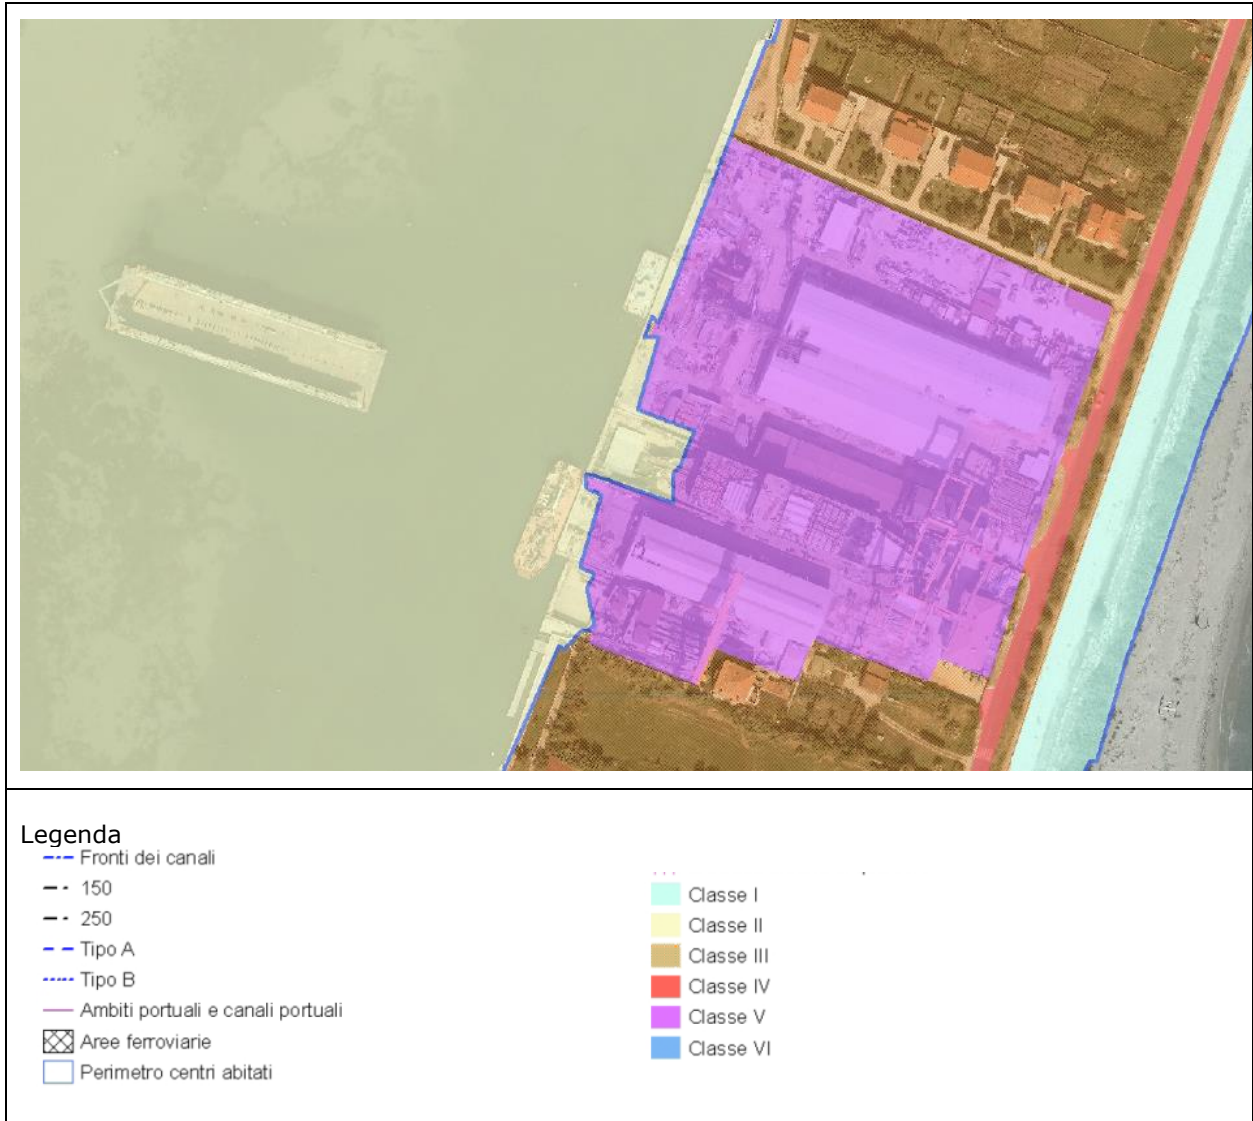 Legenda
Fronti dei canali
150
250
Tipo A
Tipo B
Ambiti portuali e canali portuali
Aree ferroviarie
Perimetro centri abitati
Classe I
Classe II
Classe III
Classe IV
Classe V
Classe VI